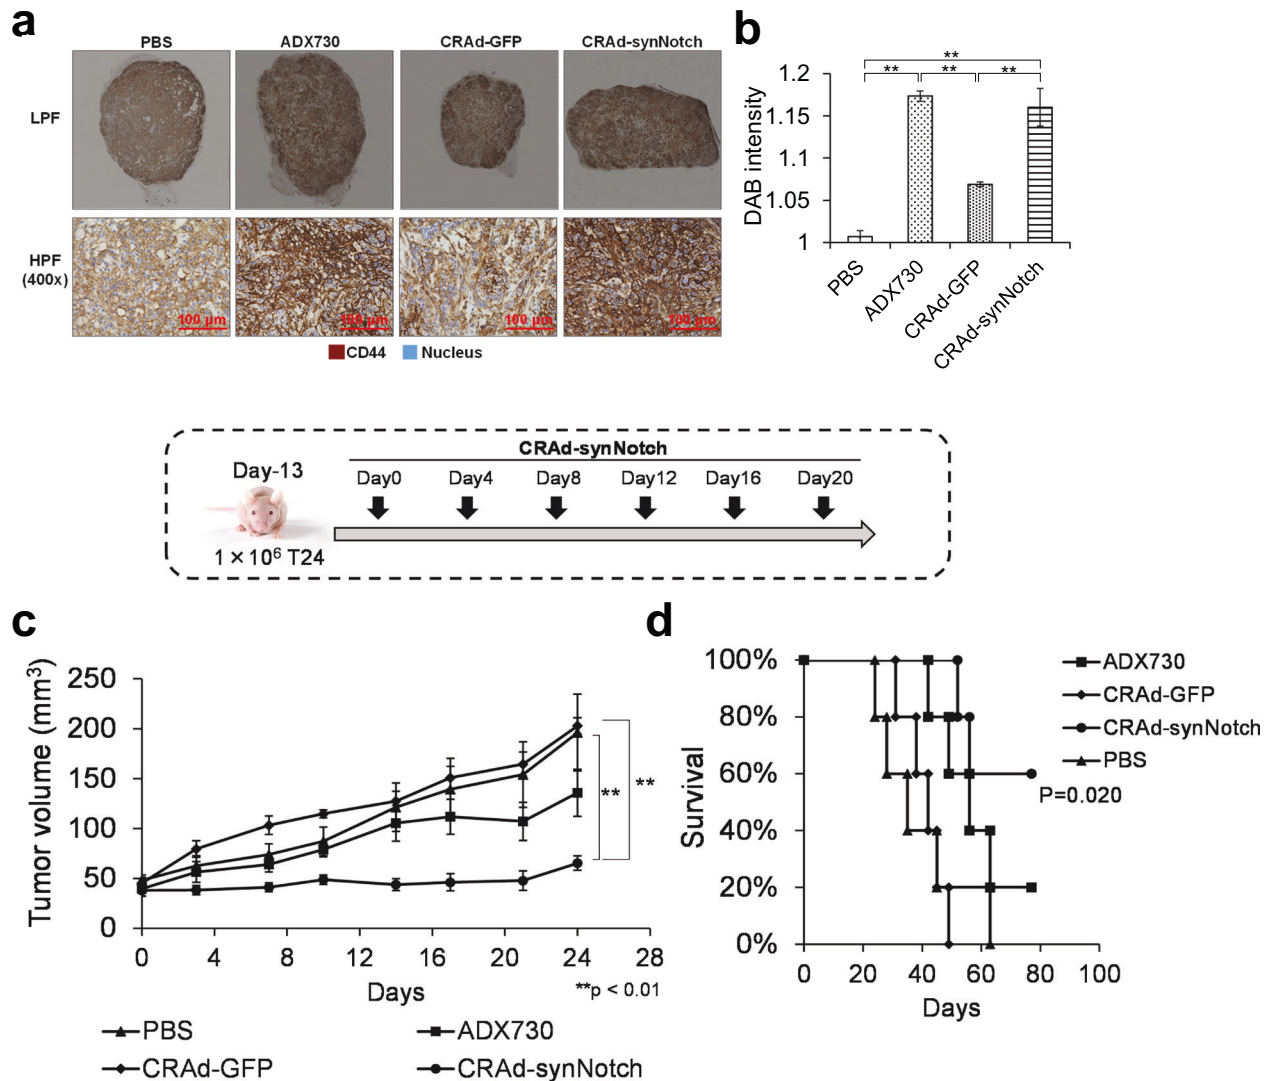 a
PBS
ADX730
CRAd-GFP
CRAd-synNotch
LPF
HPF
(400x)
100 µm
100 µm
100 µm
100 µm
CD44
Nucleus
b
**
** ** **
DAB intensity
1.2
1.15
1.1
1.05
1
PBS
ADX730
CRAd-GFP
CRAd-synNotch
CRAd-synNotch
Day-13
Day0 Day4 Day8 Day12 Day16 Day20
1 × 10⁶ T24
c
Tumor volume (mm³)
250
200
150
100
50
0
0 4 8 12 16 20 24 28
Days
**
**
**p < 0.01
PBS
ADX730
CRAd-GFP
CRAd-synNotch
d
Survival
100%
80%
60%
40%
20%
0%
0 20 40 60 80 100
Days
ADX730
CRAd-GFP
CRAd-synNotch
PBS
P=0.020